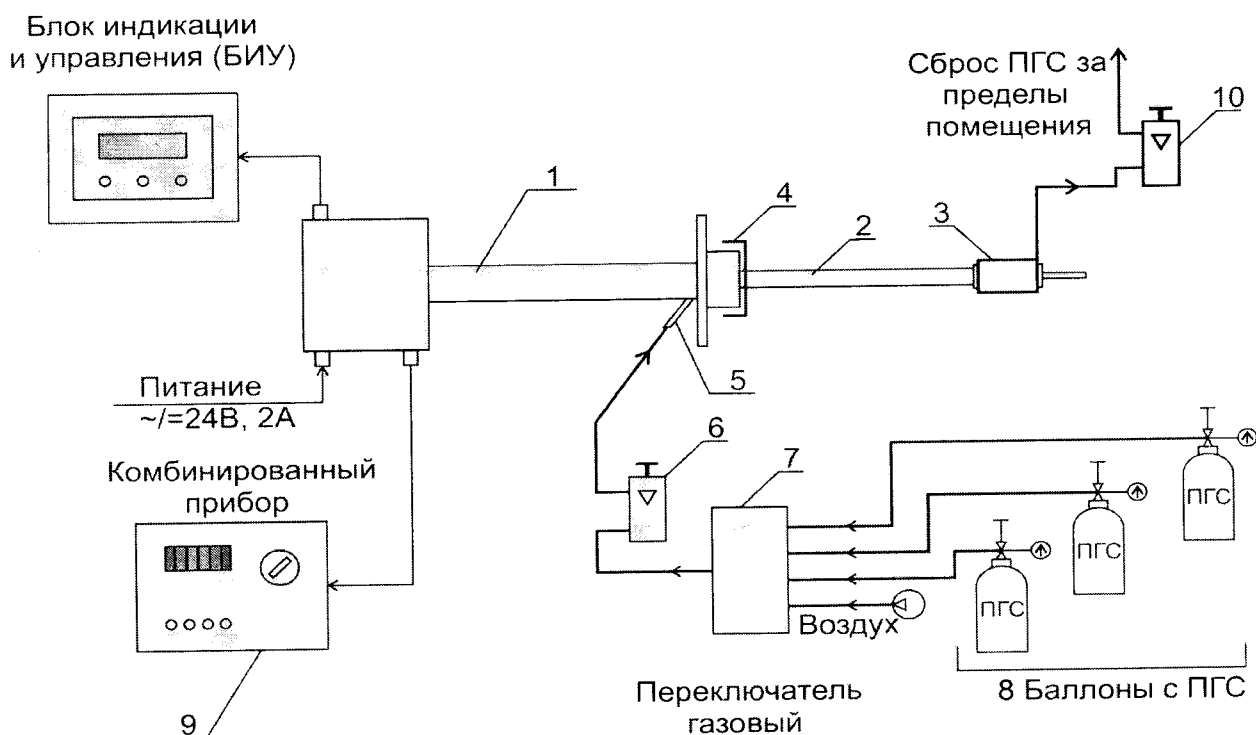 Блок индикации
и управления (БИУ)
Сброс ПГС за
пределы
помещения
10
1
4
2
3
5
Питание
~/=24В, 2А
6
7
Комбинированный
прибор
ПГС
ПГС
ПГС
Воздух
8 Баллоны с ПГС
Переключатель
газовый
9